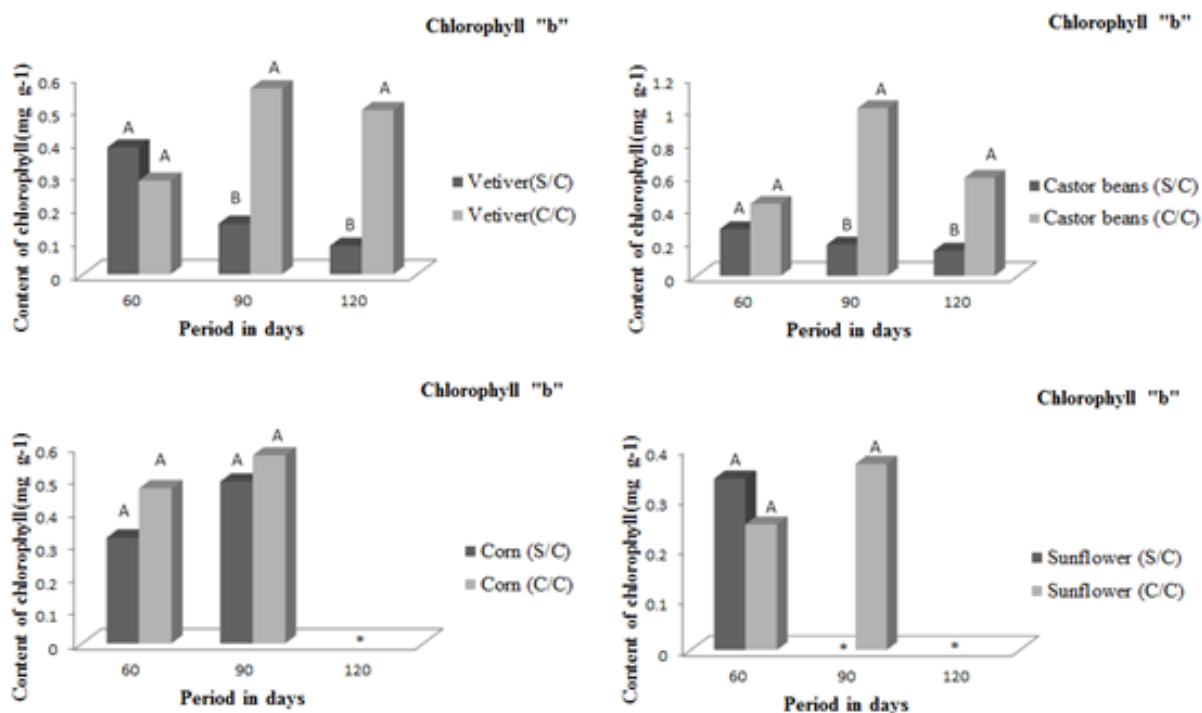 Chlorophyll "b"
Content of chlorophyll(mg g-1)
0.6
0.5
0.4
0.3
0.2
0.1
0
A
A
B
A
B
A
60
90
120
Period in days
Vetiver(S/C)
Vetiver(C/C)
Chlorophyll "b"
Content of chlorophyll(mg g-1)
1.2
1
0.8
0.6
0.4
0.2
0
A
A
B
A
B
A
60
90
120
Period in days
Castor beans (S/C)
Castor beans (C/C)
Chlorophyll "b"
Content of chlorophyll(mg g-1)
0.6
0.5
0.4
0.3
0.2
0.1
0
A
A
A
A
*
60
90
120
Period in days
Corn (S/C)
Corn (C/C)
Chlorophyll "b"
Content of chlorophyll(mg g-1)
0.4
0.3
0.2
0.1
0
A
A
*
A
*
60
90
120
Period in days
Sunflower (S/C)
Sunflower (C/C)